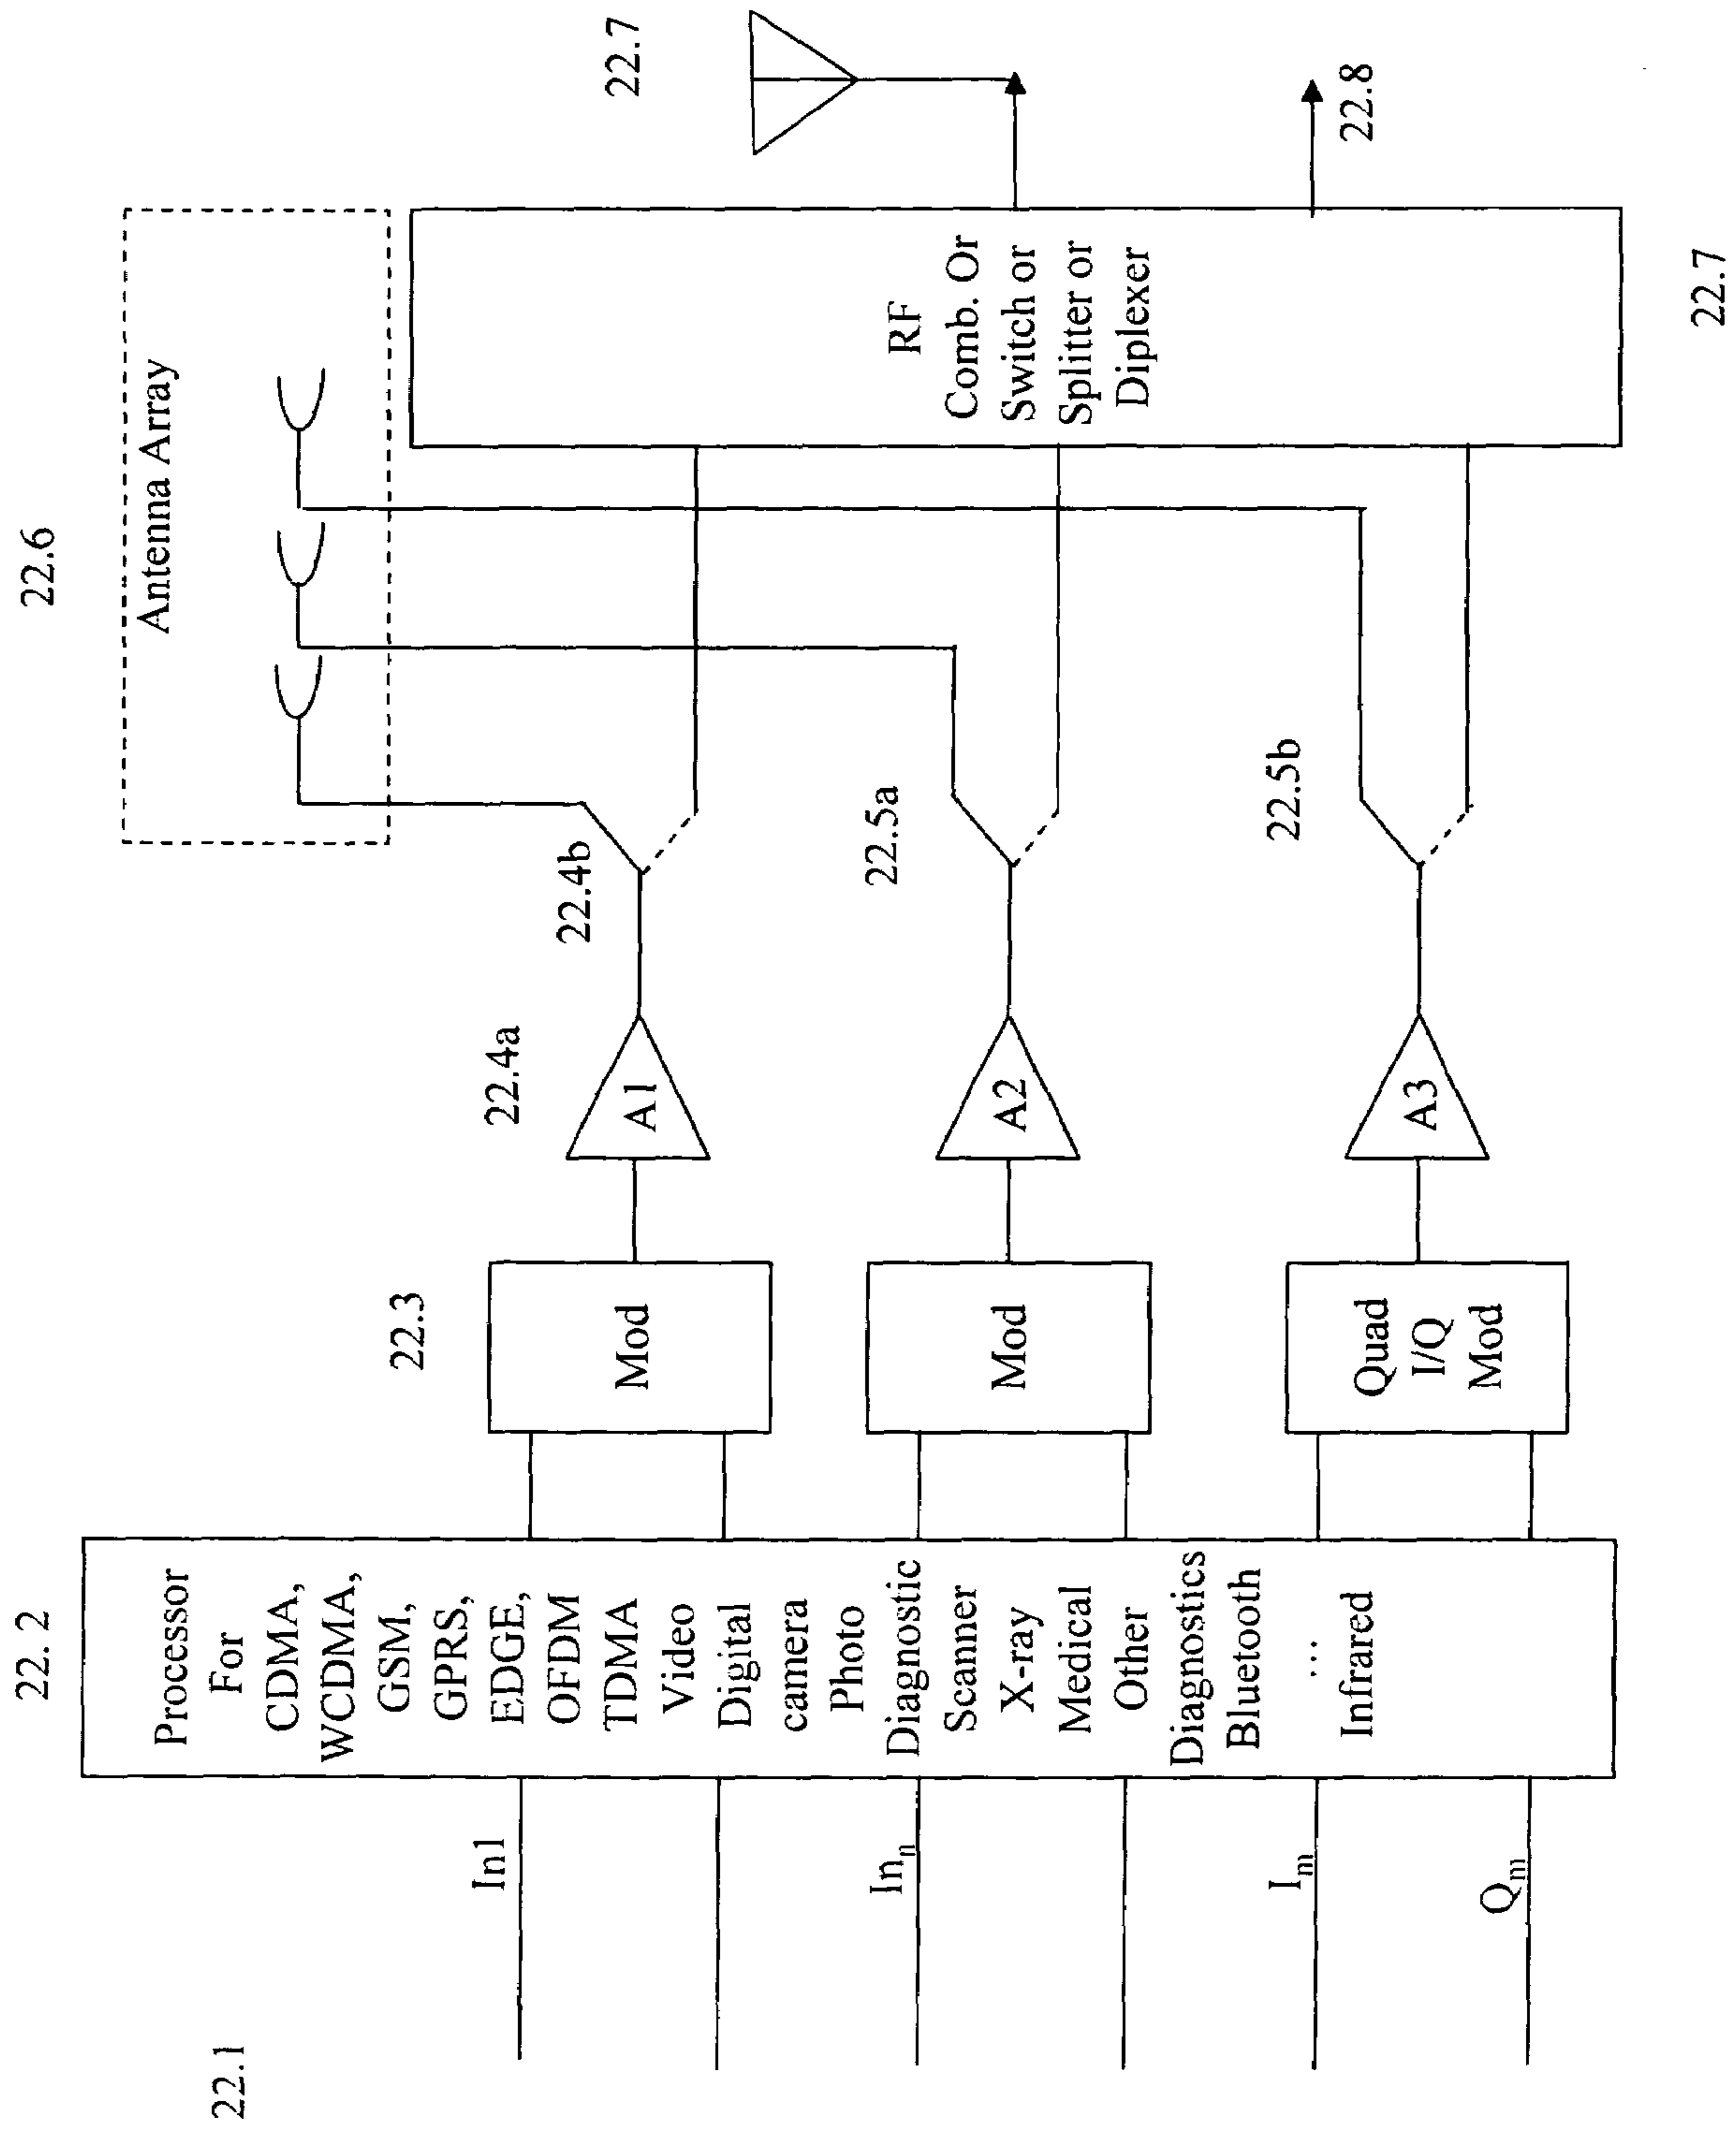 22.1
In1
In n
I m
Q m
22. 2
Processor
For
CDMA,
WCDMA,
GSM,
GPRS,
EDGE,
OFDM
TDMA
Video
Digital
camera
Photo
Diagnostic
Scanner
X-ray
Medical
Other
Diagnostics
Bluetooth
...
Infrared
22.3
Mod
Mod
Quad
I/Q
Mod
22.4a
A1
A2
A3
22.4b
22.5a
22.5b
22.6
Antenna Array
RF
Comb. Or
Switch or
Splitter or
Diplexer
22.7
22.7
22.8